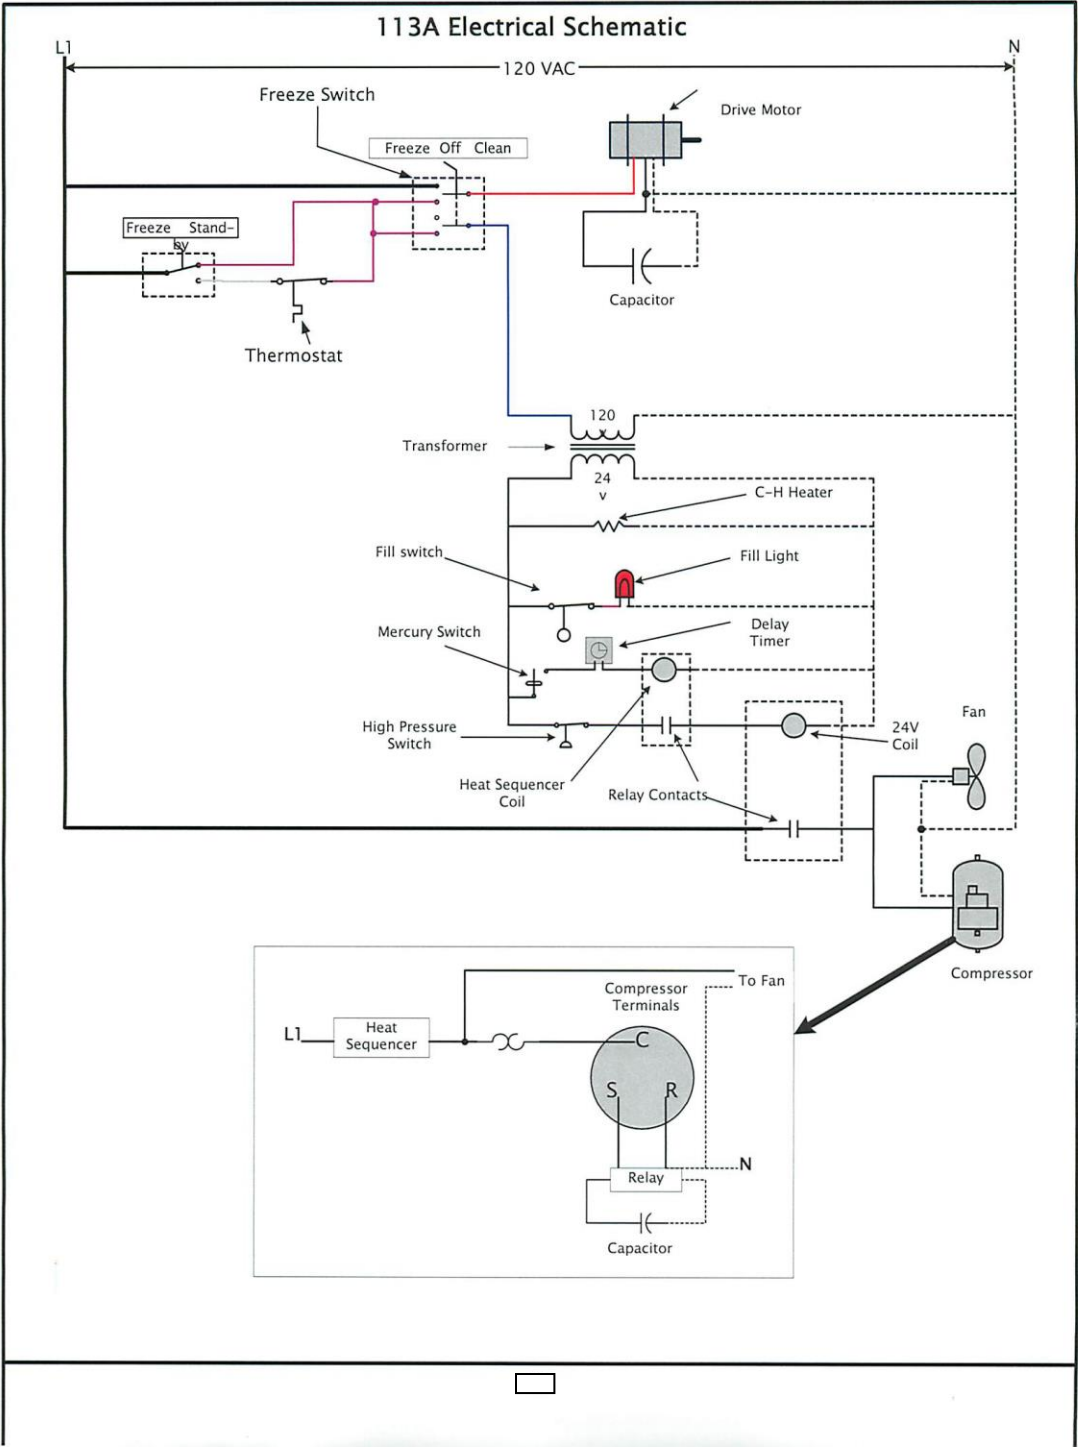 113A Electrical Schematic
L1
N
120 VAC
Freeze Switch
Drive Motor
Freeze Off Clean
Freeze Stand-
by
Capacitor
Thermostat
120
v
Transformer
24
v
C-H Heater
Fill switch
Fill Light
Delay
Timer
Mercury Switch
High Pressure
Switch
Fan
24V
Coil
Heat Sequencer
Coil
Relay Contacts
Compressor
To Fan
Compressor
Terminals
L1
Heat
Sequencer
C
S
R
N
Relay
Capacitor